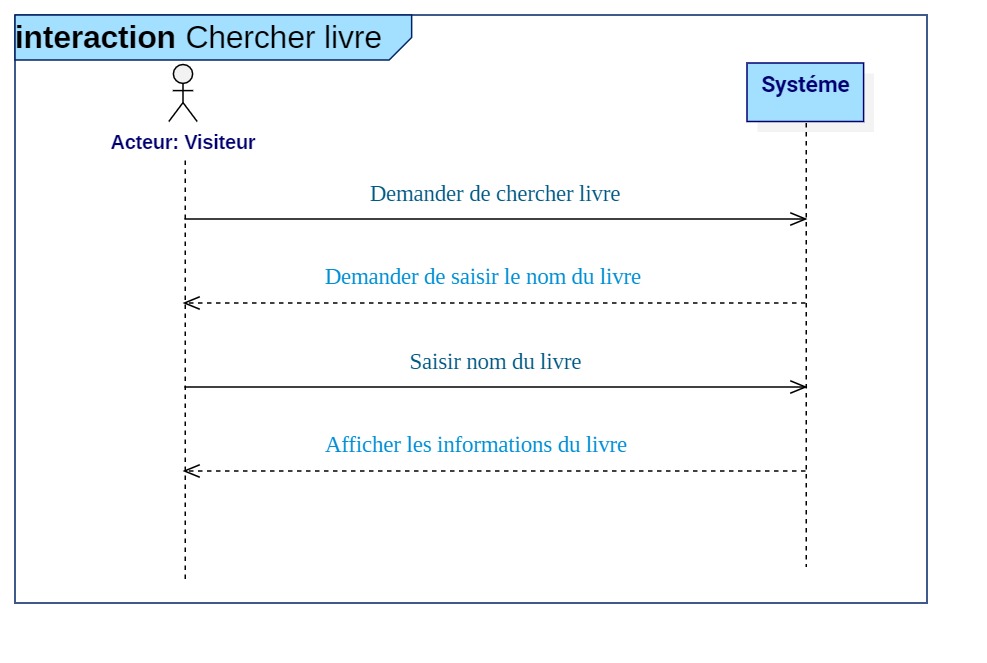 interaction Chercher livre
Systéme
Acteur: Visiteur
Demander de chercher livre
Demander de saisir le nom du livre
Saisir nom du livre
Afficher les informations du livre